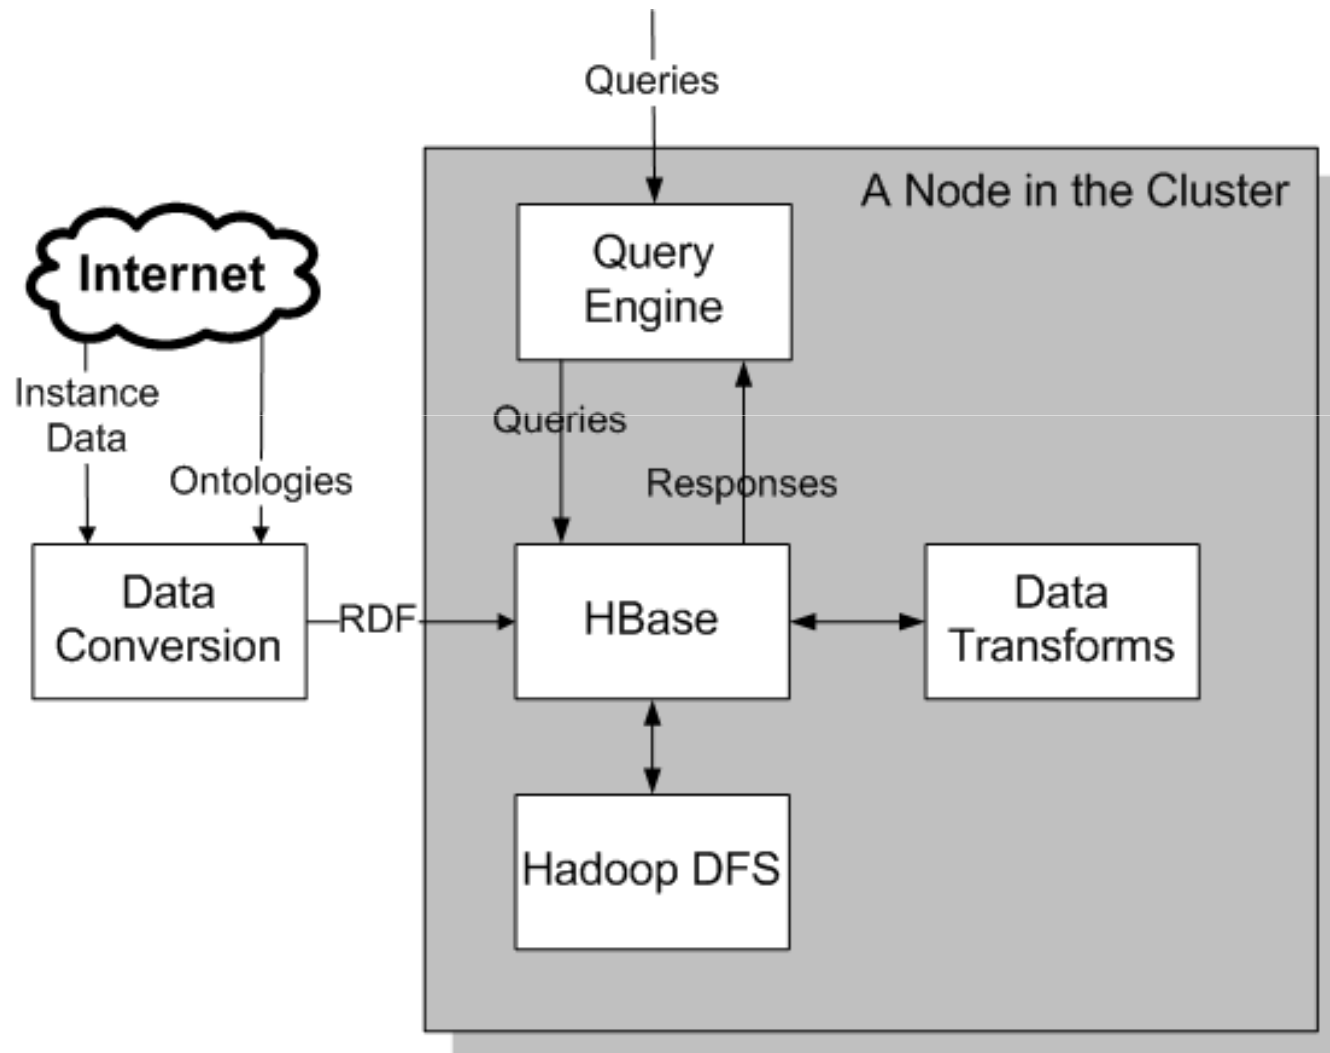 Queries
A Node in the Cluster
Query
Engine
Internet
Instance
Data
Ontologies
Queries
Responses
Data
Conversion
RDF
HBase
Data
Transforms
Hadoop DFS